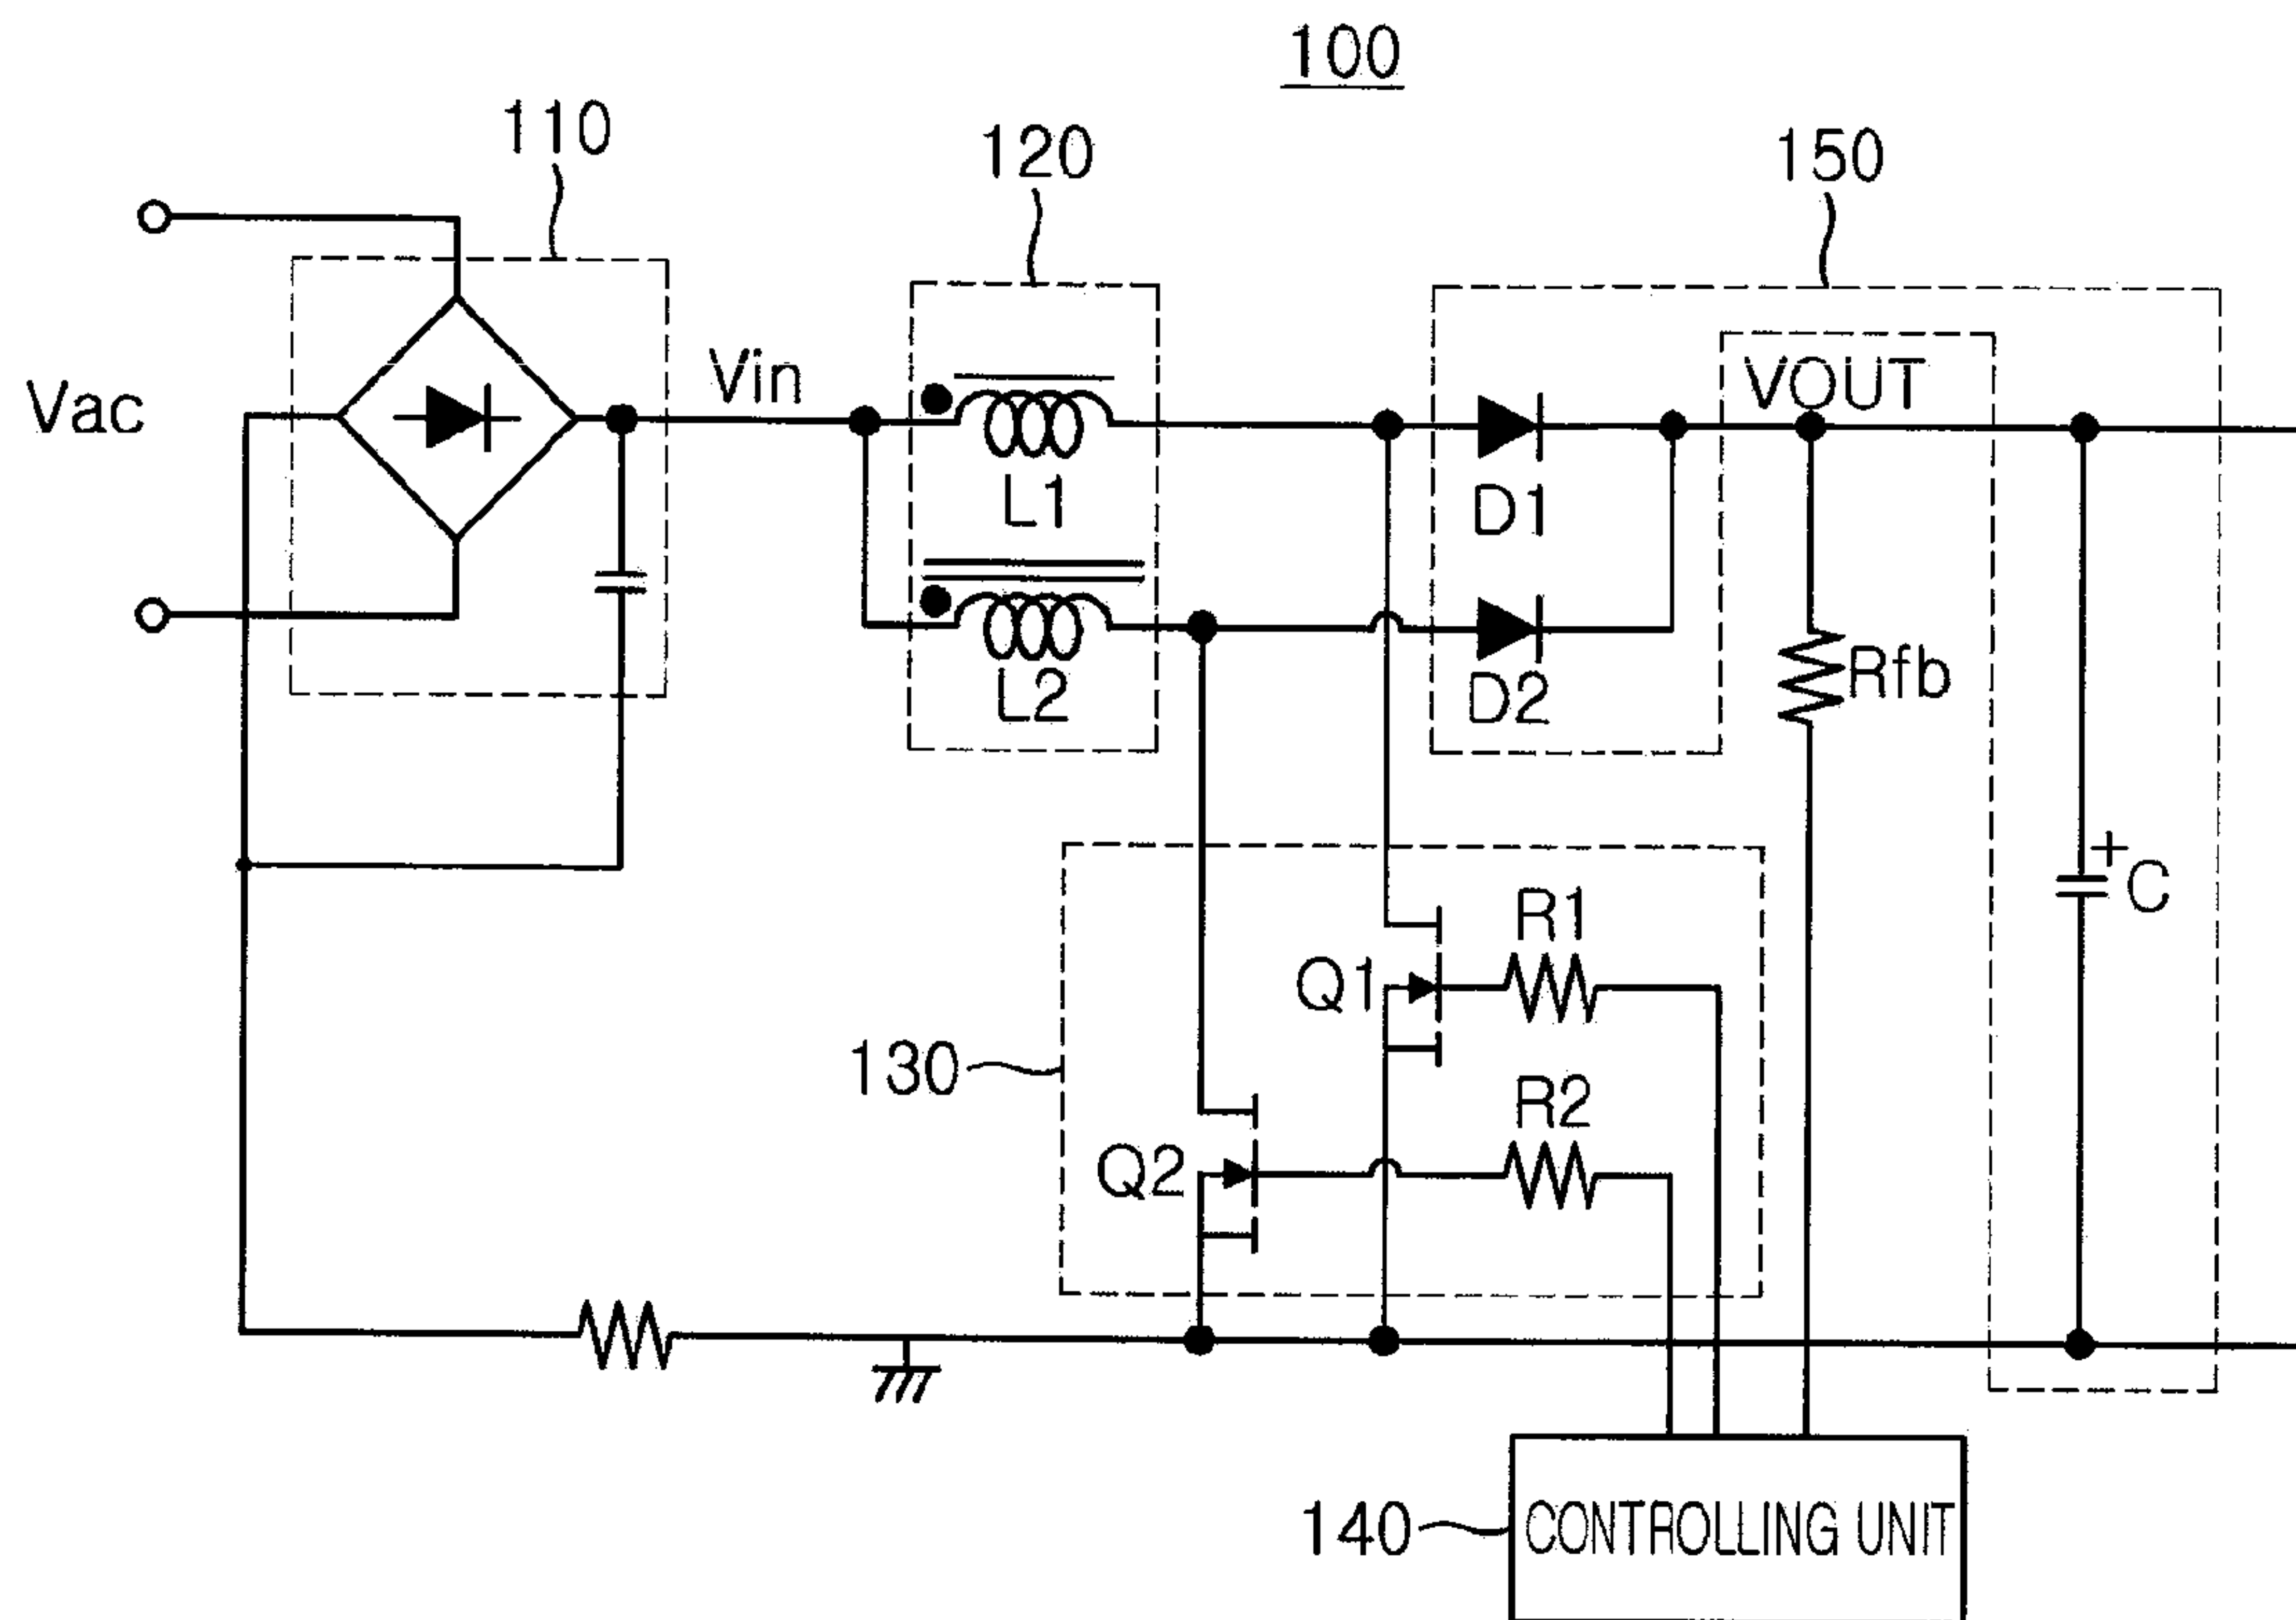 100
110
120
150
Vac
Vin
VOUT
L1
D1
L2
D2
Rfb
+
C
R1
Q1
130
R2
Q2
140
CONTROLLING UNIT